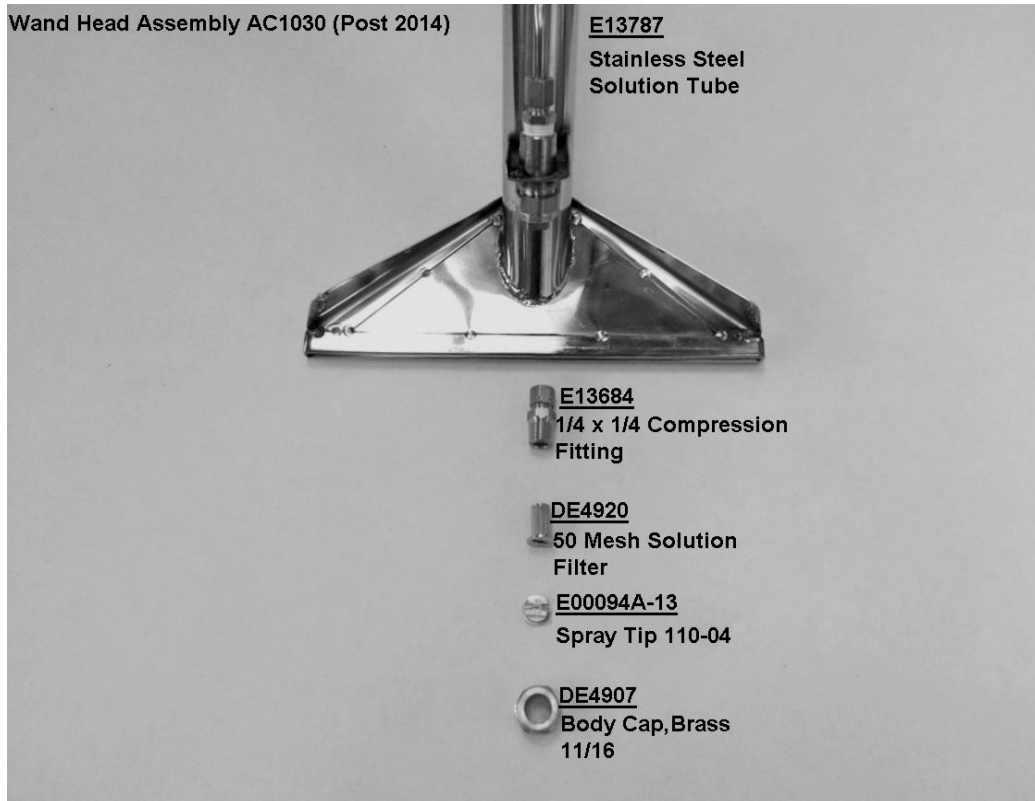 Wand Head Assembly AC1030 (Post 2014)
E13787
Stainless Steel
Solution Tube
E13684
1/4 x 1/4 Compression
Fitting
DE4920
50 Mesh Solution
Filter
E00094A-13
Spray Tip 110-04
DE4907
Body Cap,Brass
11/16